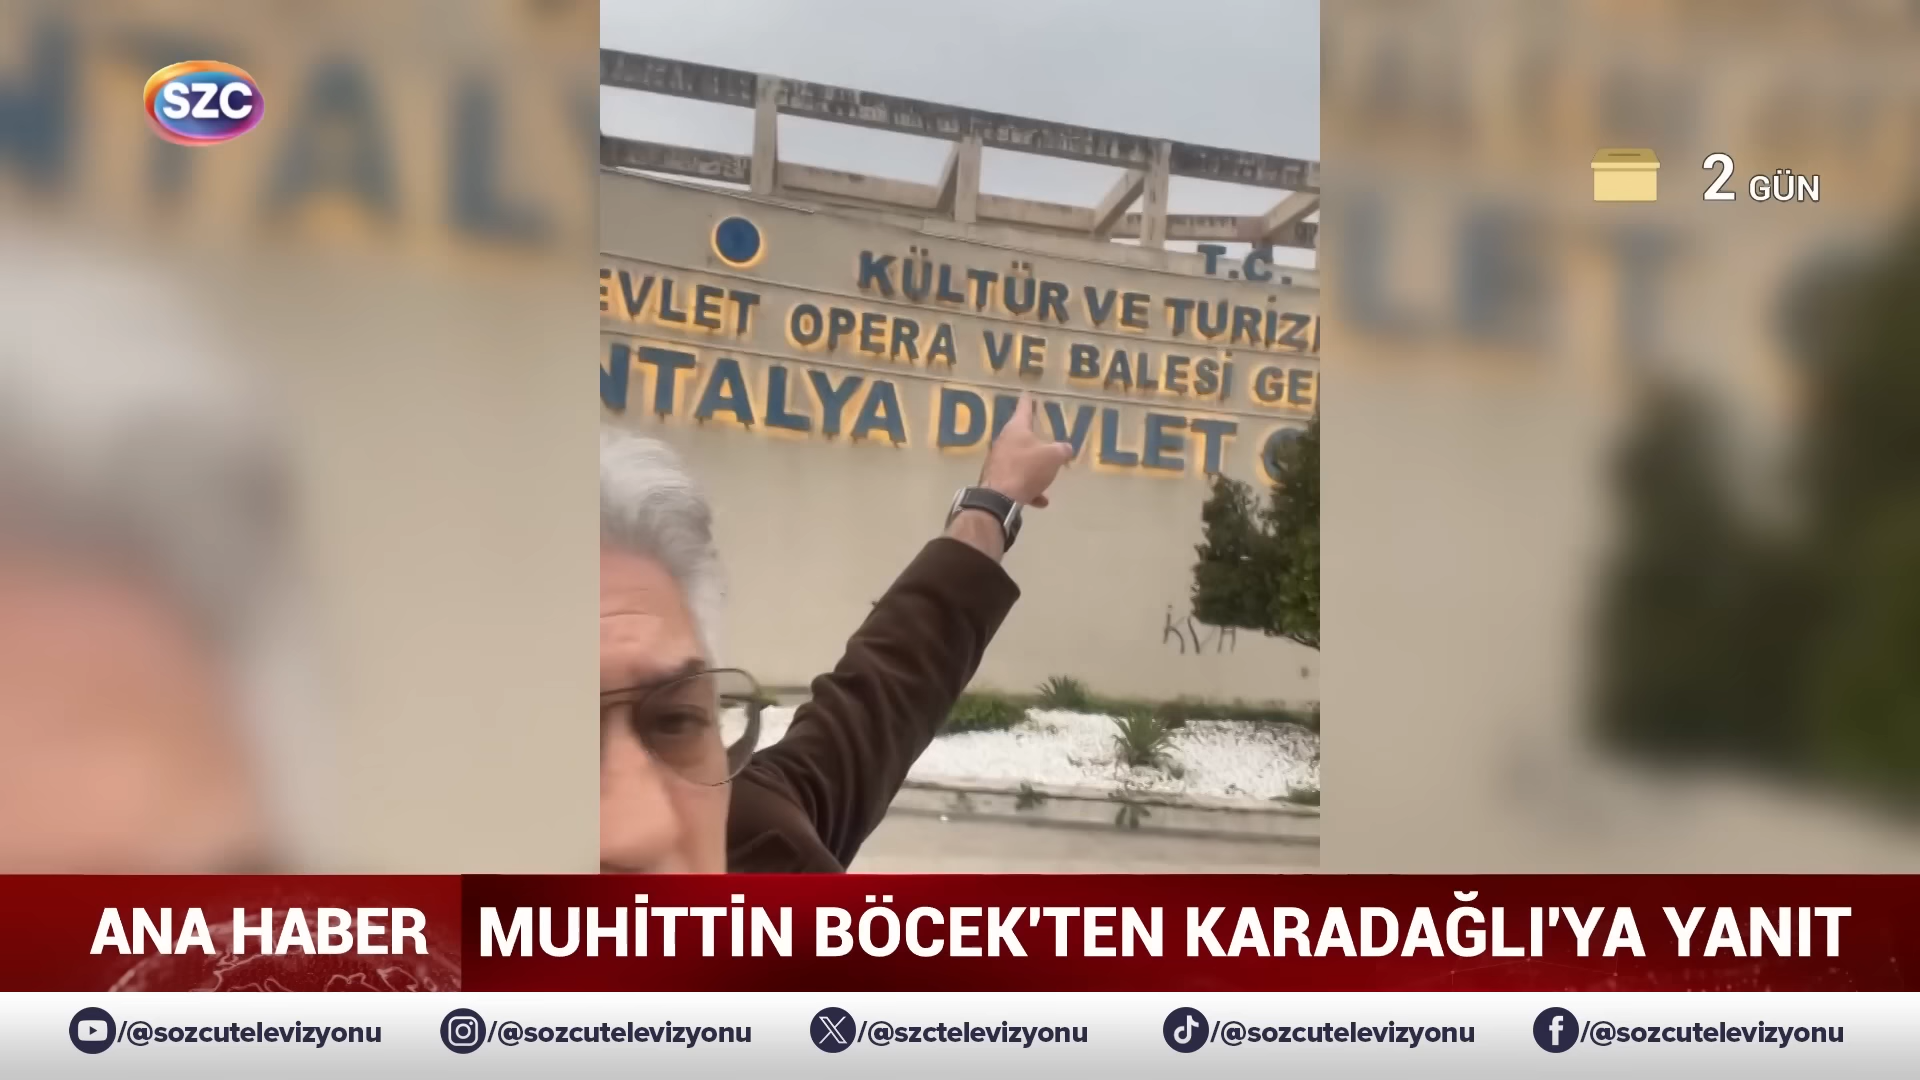 SZC
2 GÜN
T.C.
KÜLTÜR VE TURİZ
EVLET OPERA VE BALESİ GE
NTALYA DEVLET
ANA HABER
MUHİTTİN BÖCEK'TEN KARADAĞLI'YA YANIT
/@sozcutelevizyonu
/@sozcutelevizyonu
/@szctelevizyonu
/@sozcutelevizyonu
/@sozcutelevizyonu